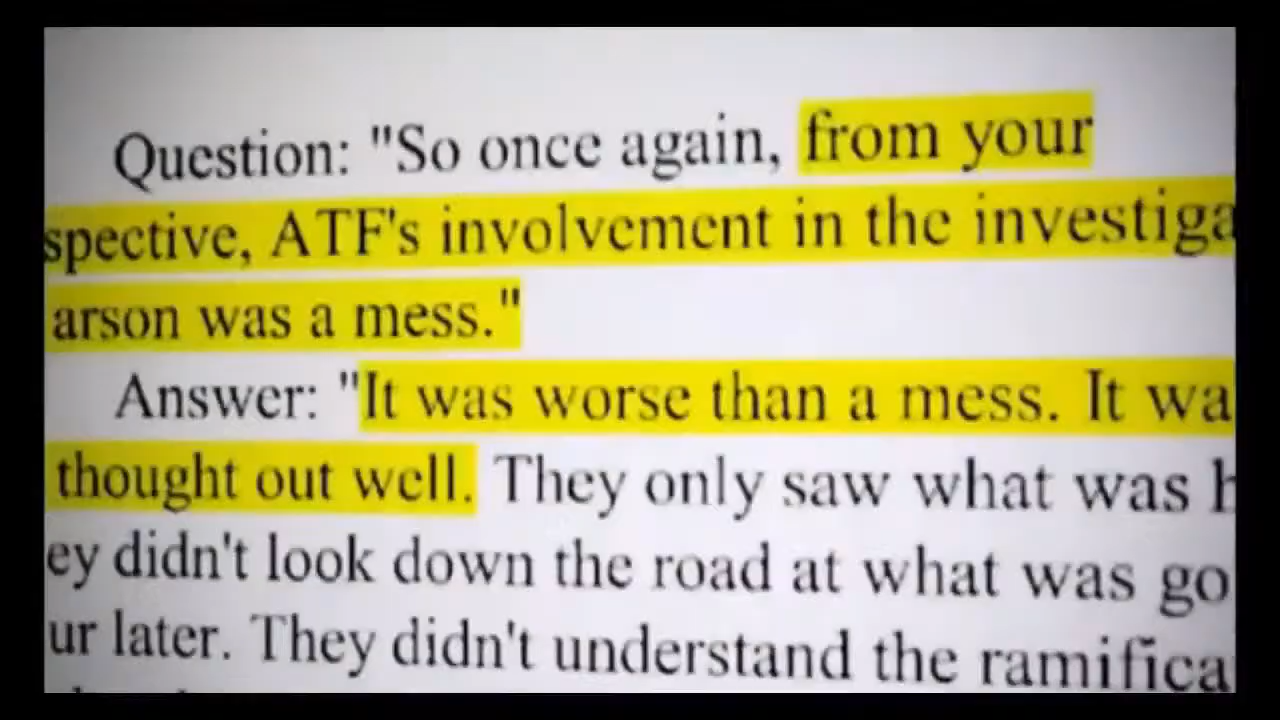 Question: "So once again, from your
spective, ATF's involvement in the investiga
arson was a mess."
Answer: "It was worse than a mess. It wa
thought out well. They only saw what was
ey didn't look down the road at what was go
ur later. They didn't understand the ramifica